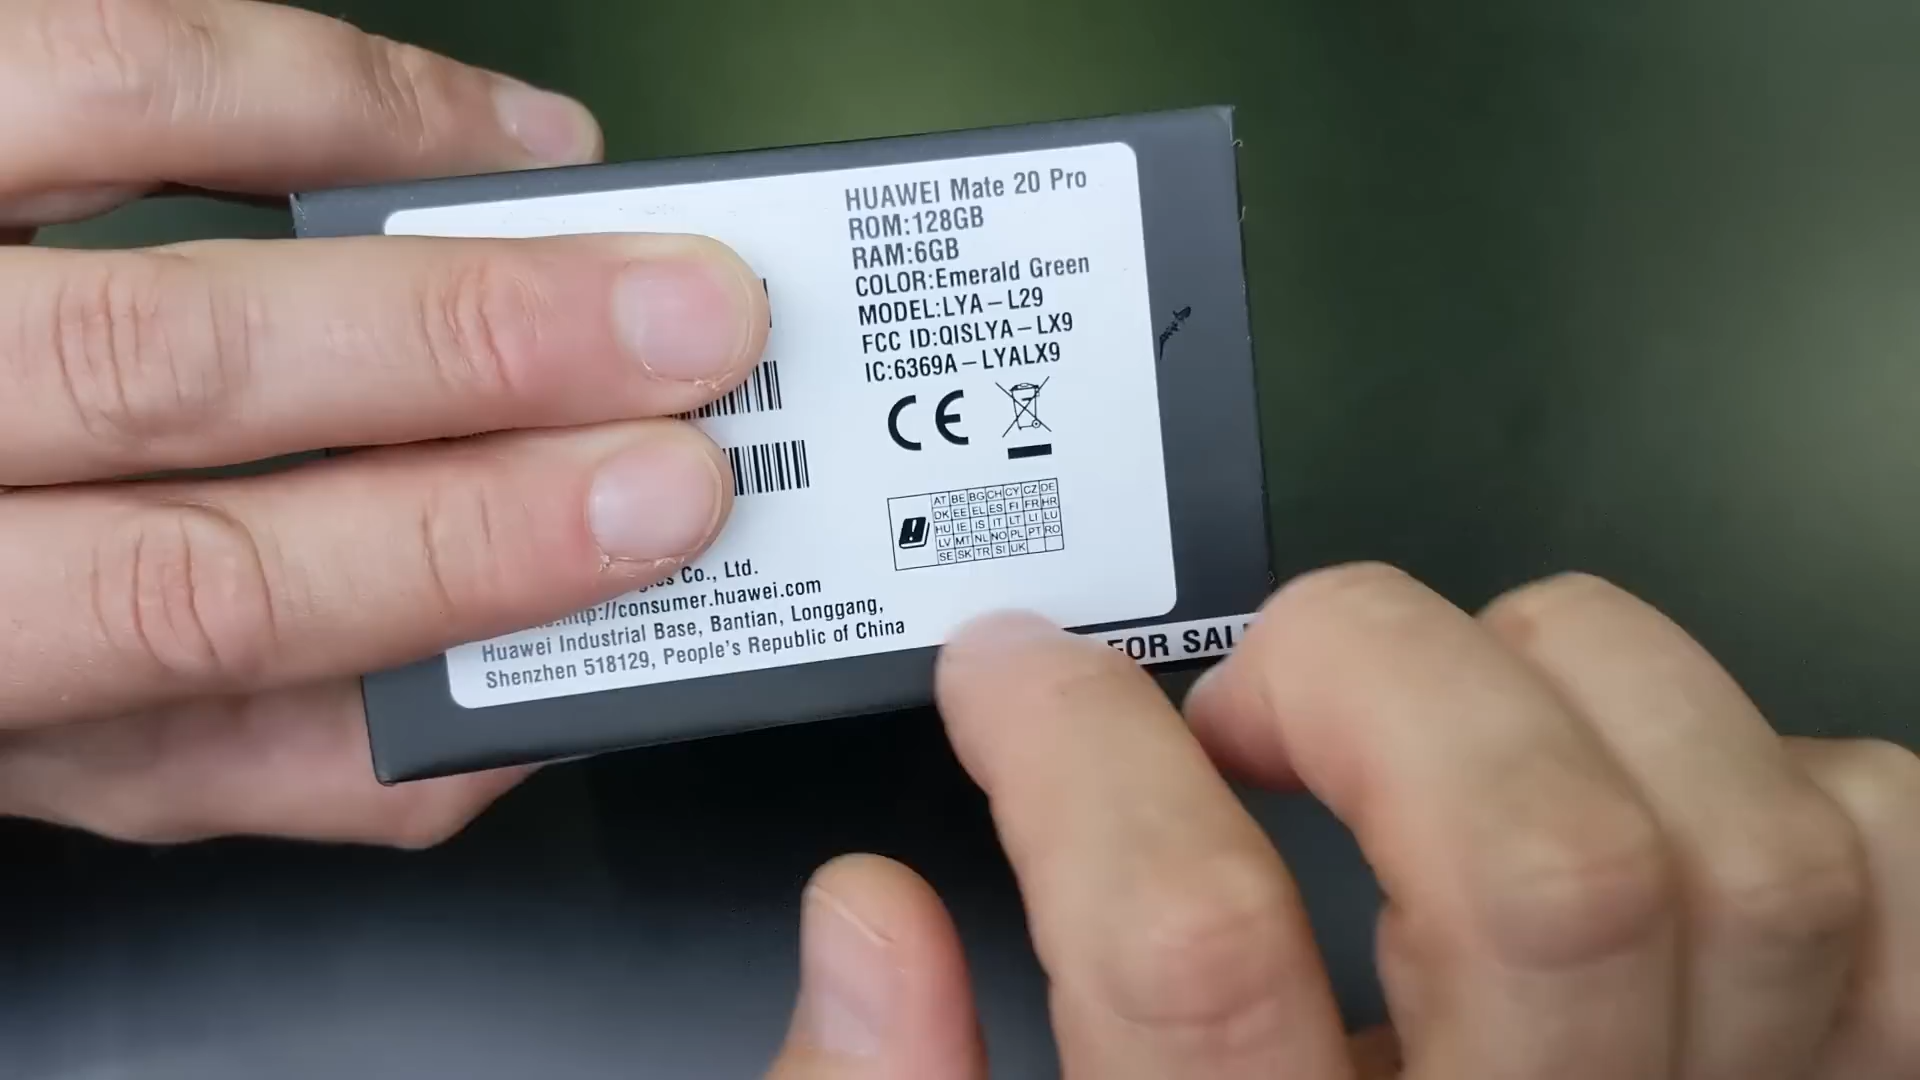 HUAWEI Mate 20 Pro
ROM:128GB
RAM:6GB
COLOR:Emerald Green
MODEL:LYA-L29
FCC ID:QISLYA-LX9
IC:6369A-LYALX9
CE
AT BE BG CH CY CZ DE
DK EE EL ES FI FR HR
HU IE IS IT LT LI LU
LV MT NL NO PL PT RO
SE SK TR SI UK
Co., Ltd.
http://consumer.huawei.com
Huawei Industrial Base, Bantian, Longgang,
Shenzhen 518129, People's Republic of China
FOR